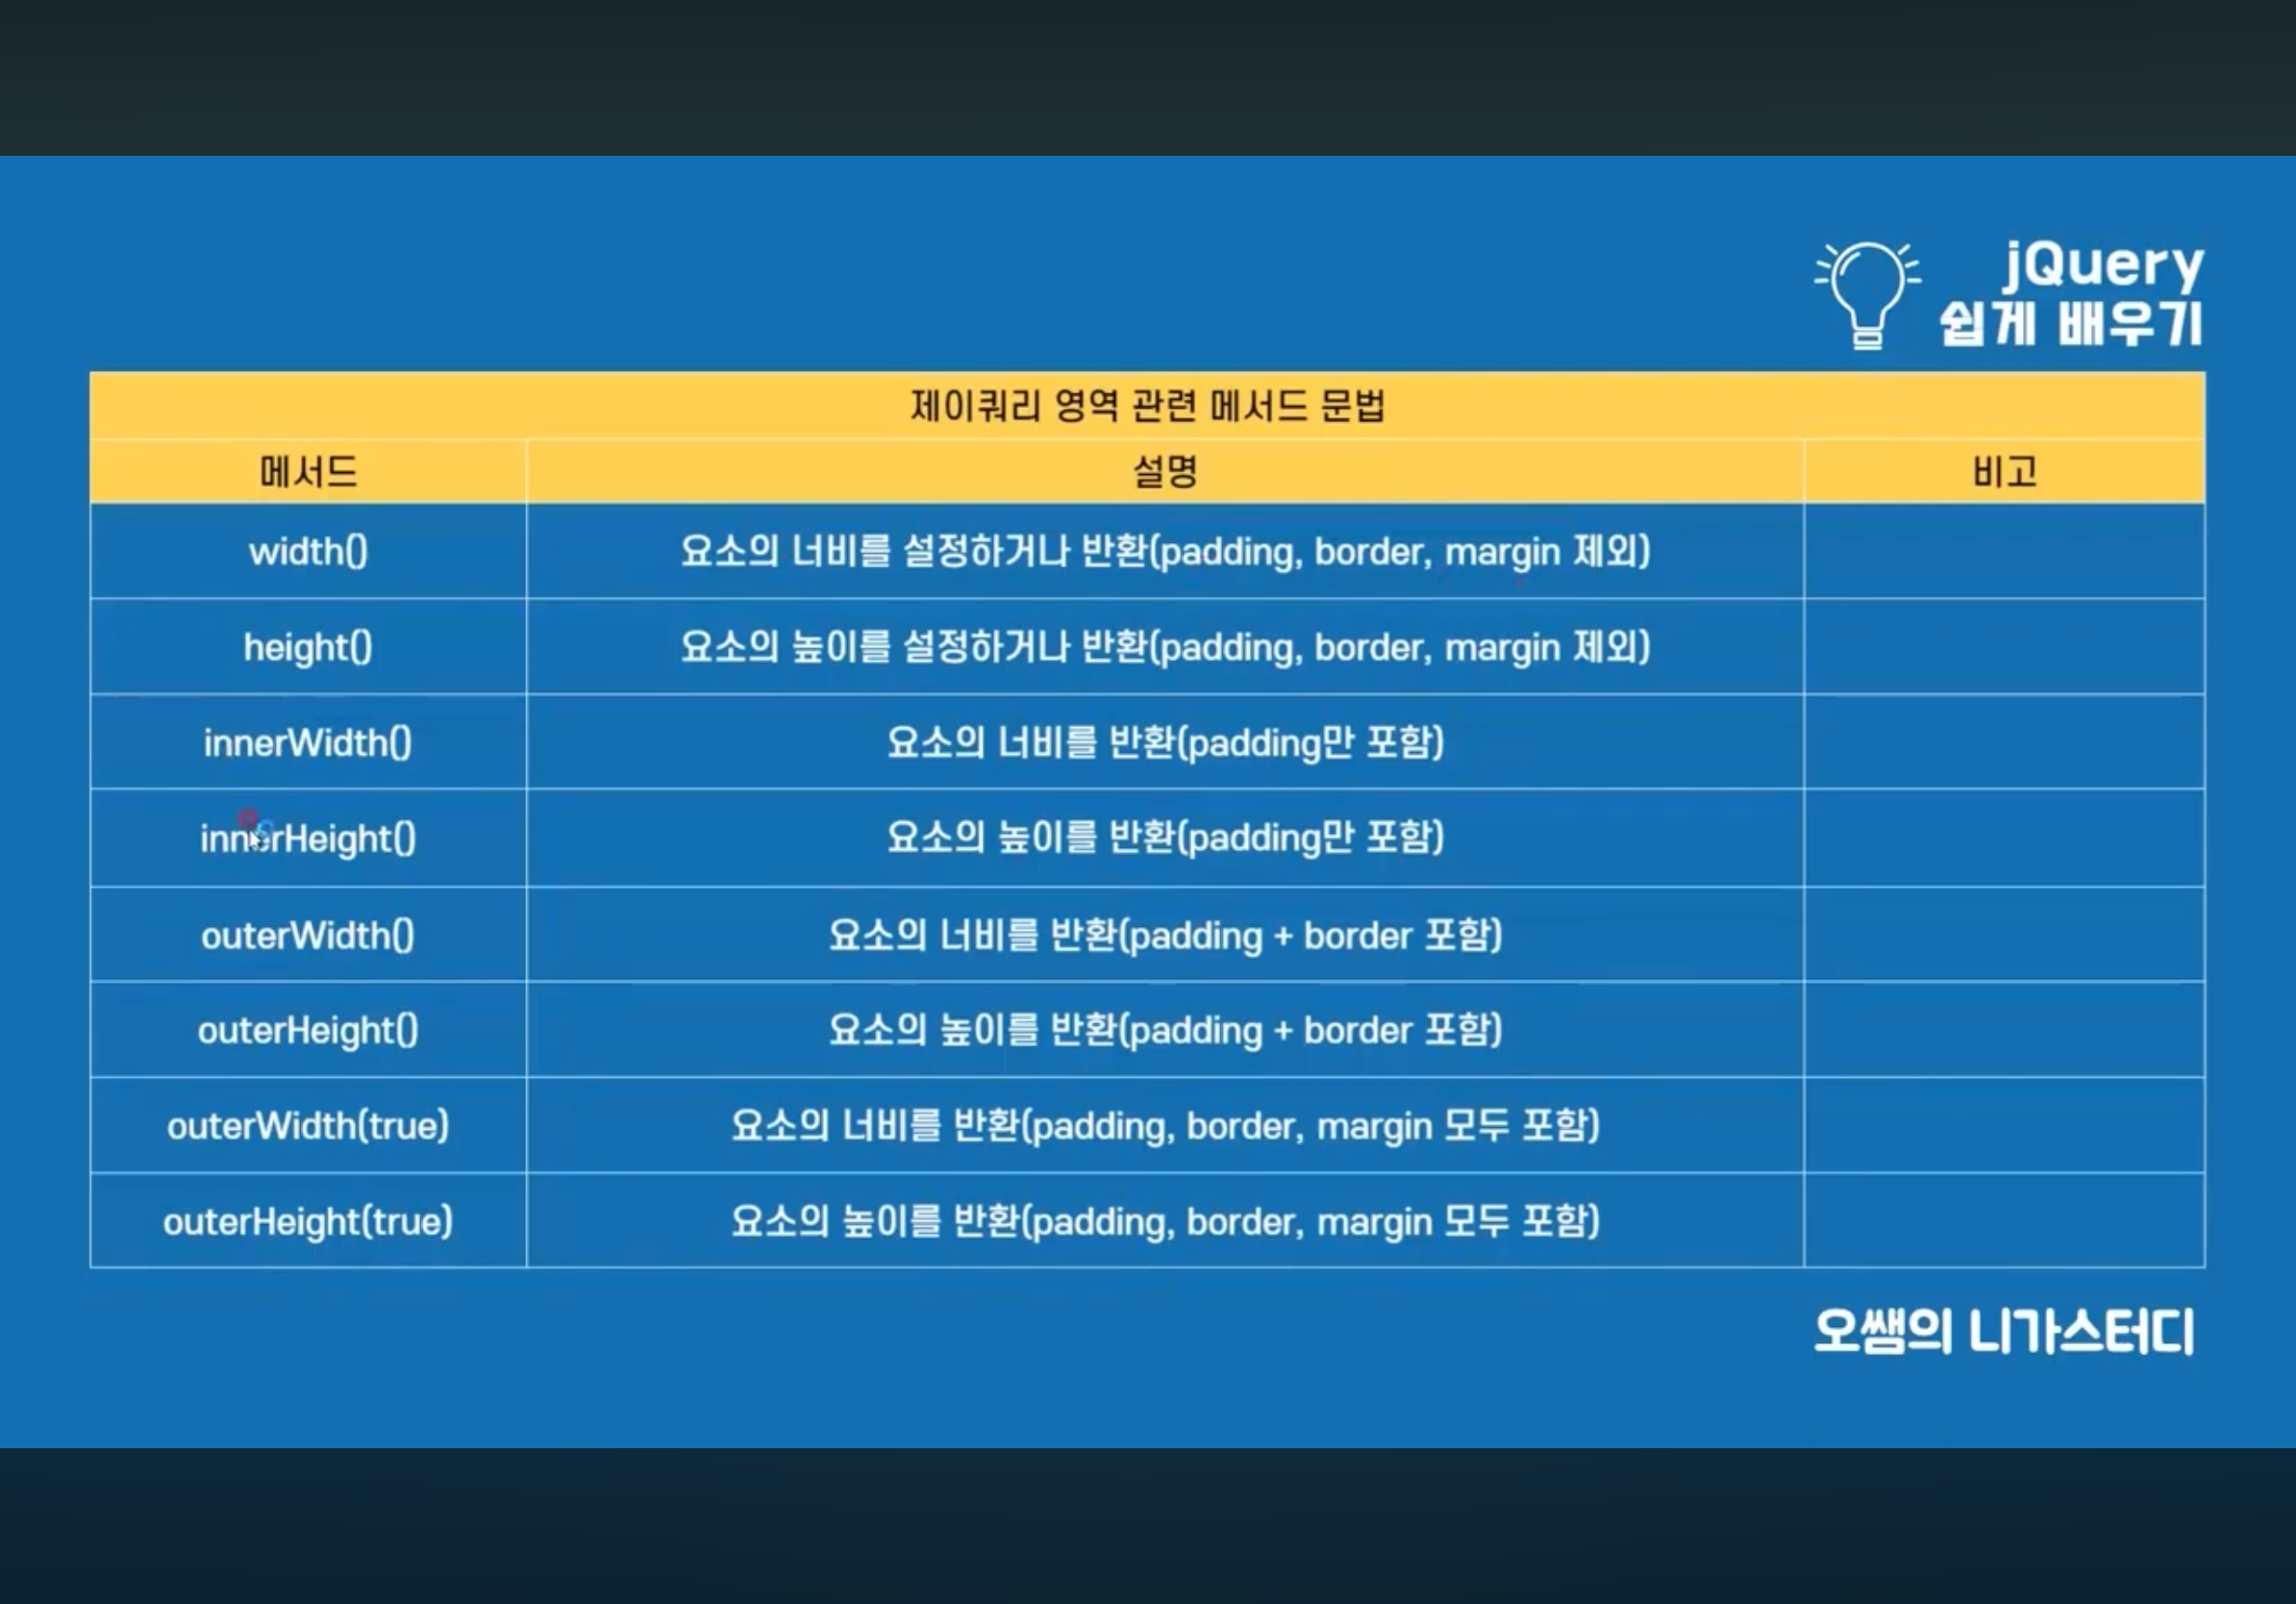 jQuery
쉽게 배우기
제이쿼리 영역 관련 메서드 문법
메서드 설명 비고
width() 요소의 너비를 설정하거나 반환(padding, border, margin 제외)
height() 요소의 높이를 설정하거나 반환(padding, border, margin 제외)
innerWidth() 요소의 너비를 반환(padding만 포함)
innerHeight() 요소의 높이를 반환(padding만 포함)
outerWidth() 요소의 너비를 반환(padding + border 포함)
outerHeight() 요소의 높이를 반환(padding + border 포함)
outerWidth(true) 요소의 너비를 반환(padding, border, margin 모두 포함)
outerHeight(true) 요소의 높이를 반환(padding, border, margin 모두 포함)
오쌤의 니가스터디